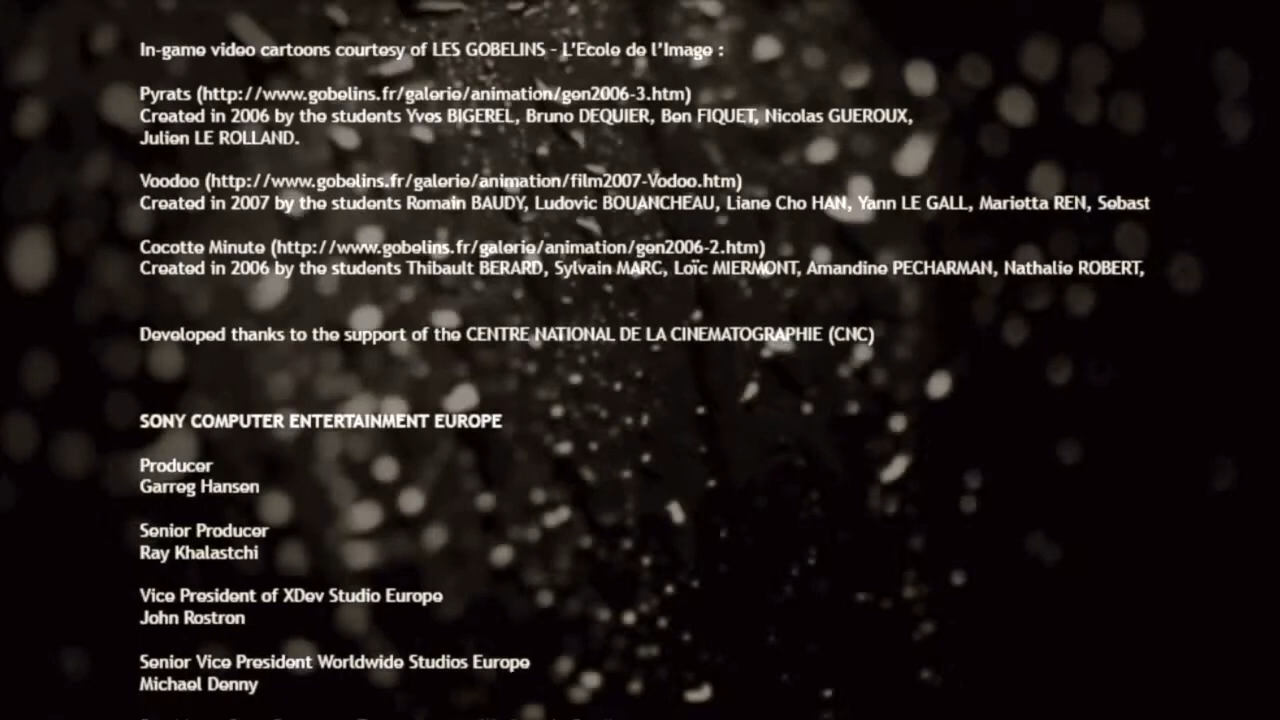 In-game video cartoons courtesy of LES GOBELINS - L'Ecole de l'Image :
Pyrats (http://www.gobelins.fr/galerie/animation/gen2006-3.htm)
Created in 2006 by the students Yves BIGEREL, Bruno DEQUIER, Ben FIQUET, Nicolas GUEROUX,
Julien LE ROLLAND.
Voodoo (http://www.gobelins.fr/galerie/animation/film2007-Vodoo.htm)
Created in 2007 by the students Romain BAUDY, Ludovic BOUANCHEAU, Liane Cho HAN, Yann LE GALL, Marietta REN, Sebast
Cocotte Minute (http://www.gobelins.fr/galerie/animation/gen2006-2.htm)
Created in 2006 by the students Thibault BERARD, Sylvain MARC, Loïc MIERMONT, Amandine PECHARMAN, Nathalie ROBERT,
Developed thanks to the support of the CENTRE NATIONAL DE LA CINEMATOGRAPHIE (CNC)
SONY COMPUTER ENTERTAINMENT EUROPE
Producer
Garreg Hansen
Senior Producer
Ray Khalastchi
Vice President of XDev Studio Europe
John Rostron
Senior Vice President Worldwide Studios Europe
Michael Denny